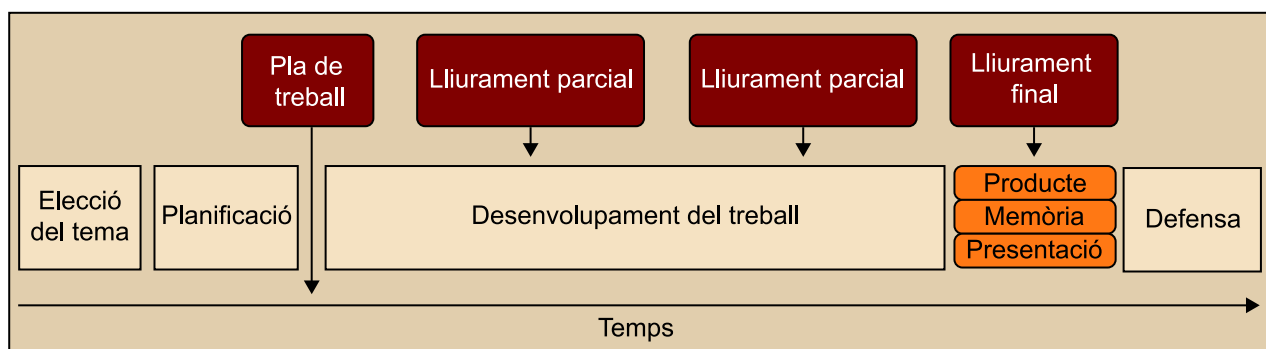 Pla de
treball
Lliurament parcial
Lliurament parcial
Lliurament
final
Elecció
del tema
Planificació
Desenvolupament del treball
Producte
Memòria
Presentació
Defensa
Temps